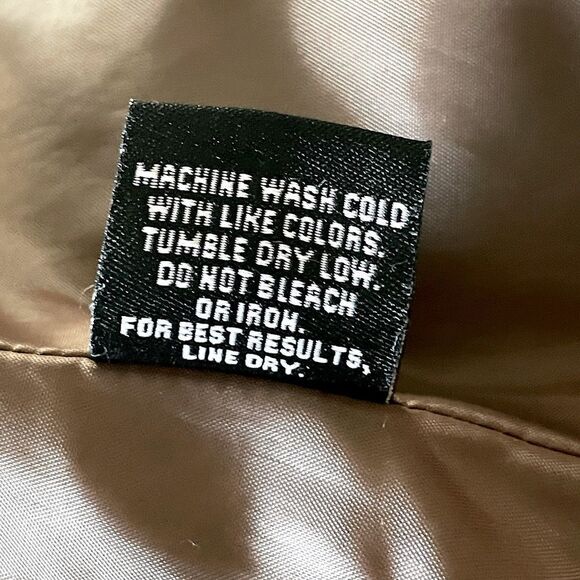 MACHINE WASH COLD
WITH LIKE COLORS.
TUMBLE DRY LOW.
DO NOT BLEACH
OR IRON.
FOR BEST RESULTS,
LINE DRY.